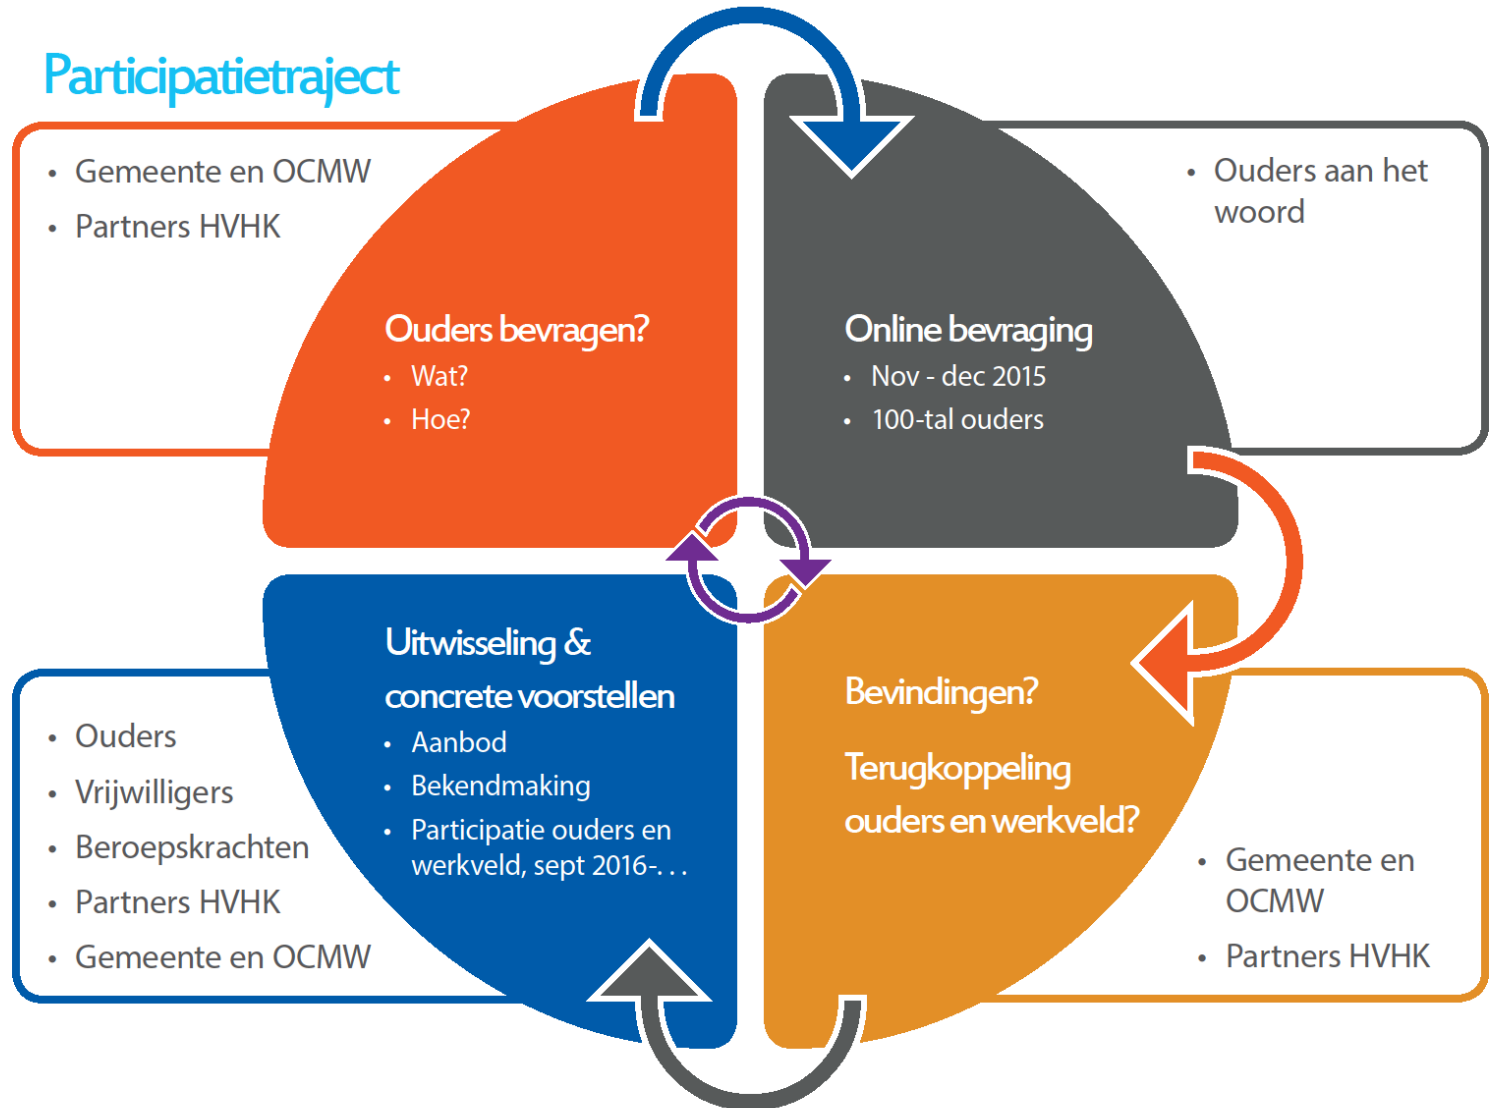 Participatietraject
• Gemeente en OCMW
• Partners HVHK
Ouders bevragen?
• Wat?
• Hoe?
Online bevraging
• Nov - dec 2015
• 100-tal ouders
• Ouders aan het
woord
Uitwisseling &
concrete voorstellen
• Aanbod
• Bekendmaking
• Participatie ouders en
werkveld, sept 2016-...
• Ouders
• Vrijwilligers
• Beroepskrachten
• Partners HVHK
• Gemeente en OCMW
Bevindingen?
Terugkoppeling
ouders en werkveld?
• Gemeente en
OCMW
• Partners HVHK